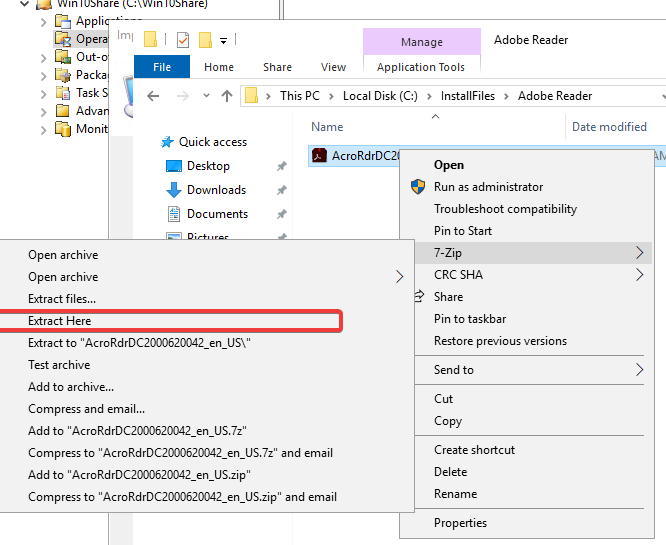 Win10Share (C:\Win10Share)
Applications
Opera
Out-o
Packa
Task S
Advan
Monit
Imp
Manage
Adobe Reader
File
Home
Share
View
Application Tools
This PC > Local Disk (C:) > InstallFiles > Adobe Reader
Name
Date modified
Quick access
Desktop
Downloads
Documents
Pictures
AcroRdrDC20
AM
Open
Run as administrator
Troubleshoot compatibility
Pin to Start
7-Zip
CRC SHA
Share
Pin to taskbar
Restore previous versions
Send to
Cut
Copy
Create shortcut
Delete
Rename
Properties
Open archive
Open archive
Extract files...
Extract Here
Extract to "AcroRdrDC2000620042_en_US\"
Test archive
Add to archive...
Compress and email...
Add to "AcroRdrDC2000620042_en_US.7z"
Compress to "AcroRdrDC2000620042_en_US.7z" and email
Add to "AcroRdrDC2000620042_en_US.zip"
Compress to "AcroRdrDC2000620042_en_US.zip" and email